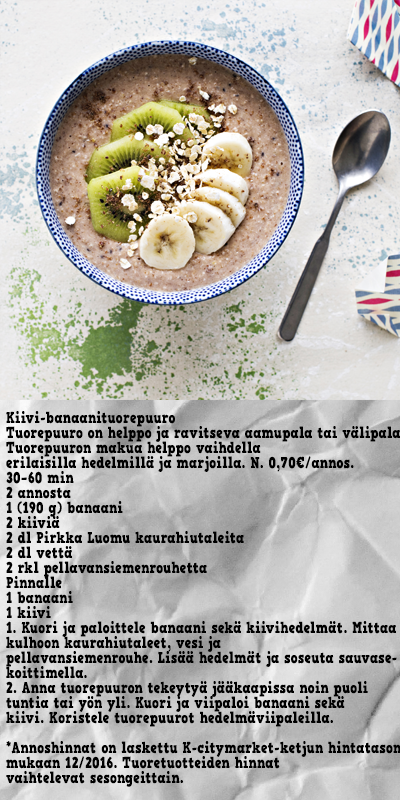 Kiivi-banaanituorepuuro
Tuorepuuro on helppo ja ravitseva aamupala tai välipala
Tuorepuuron makua helppo vaihdella
erilaisilla hedelmillä ja marjoilla. N. 0,70€/annos.
30-60 min
2 annosta
1 (190 g) banaani
2 kiiviä
2 dl Pirkka Luomu kaurahiutaleita
2 dl vettä
2 rkl pellavansiemenrouhetta
Pinnalle
1 banaani
1 kiivi
1. Kuori ja paloittele banaani sekä kiivihedelmät. Mittaa
kulhoon kaurahiutaleet, vesi ja
pellavansiemenrouhe. Lisää hedelmät ja soseuta sauvase-
koittimella.
2. Anna tuorepuuron tekeytyä jääkaapissa noin puoli
tuntia tai yön yli. Kuori ja viipaloi banaani sekä
kiivi. Koristele tuorepuurot hedelmäviipaleilla.

*Annoshinnat on laskettu K-citymarket-ketjun hintatason
mukaan 12/2016. Tuoretuotteiden hinnat
vaihtelevat sesongeittain.